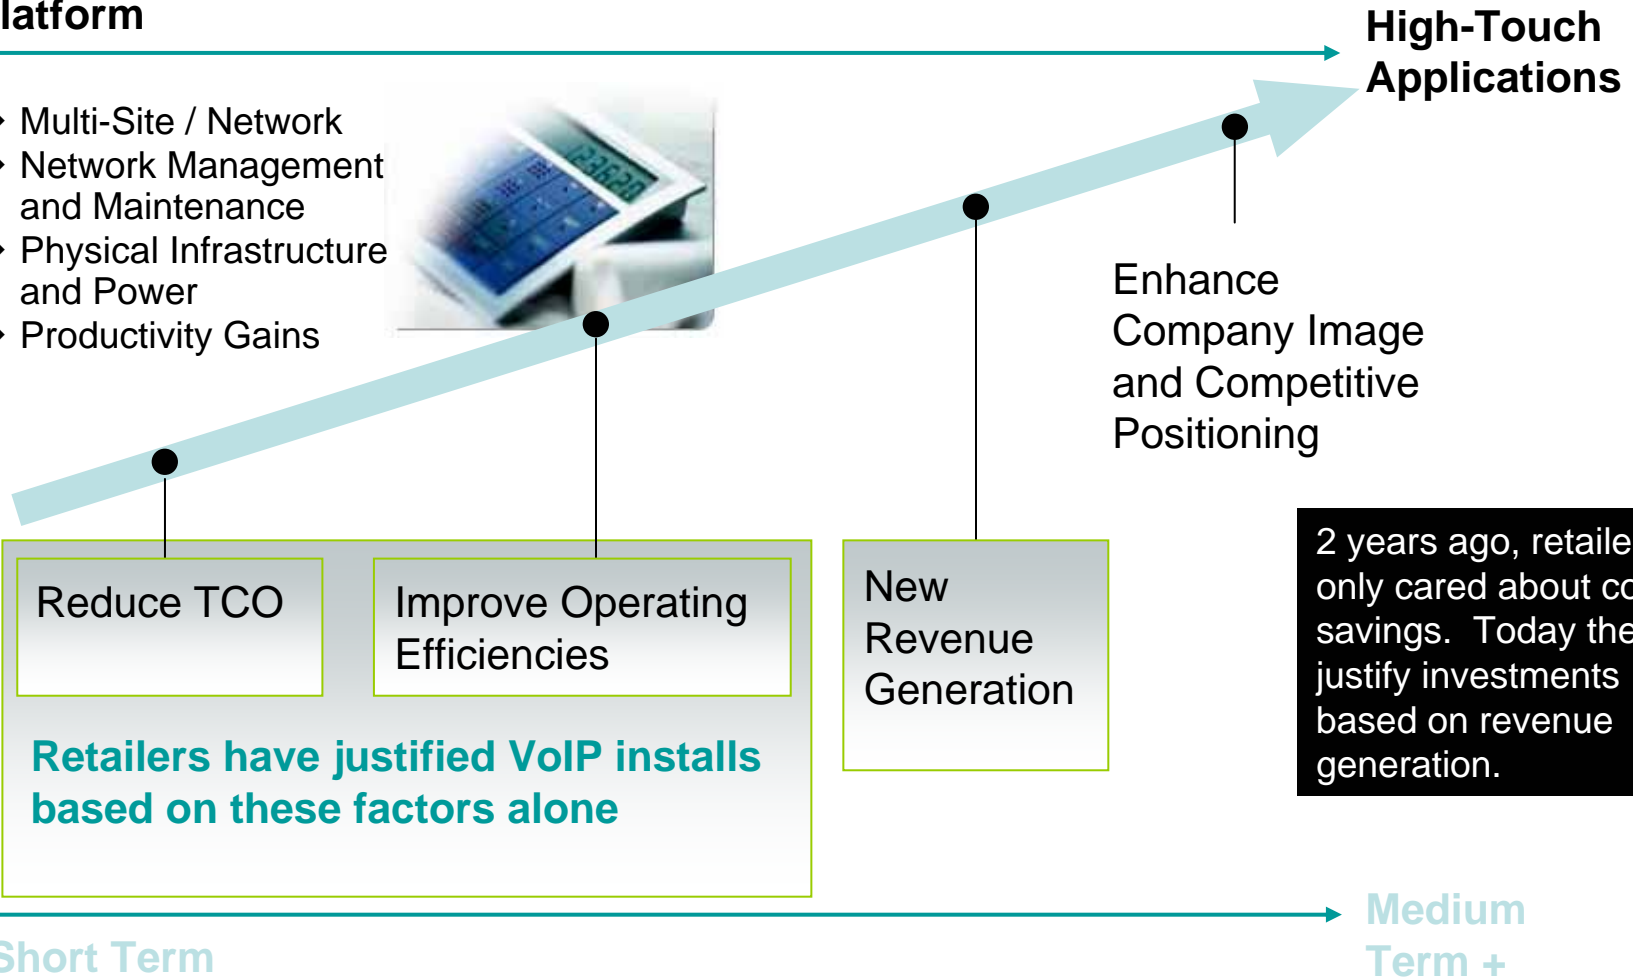 latform
High-Touch
Applications
Multi-Site / Network
Network Management
and Maintenance
Physical Infrastructure
and Power
Productivity Gains
123620
Enhance
Company Image
and Competitive
Positioning
Reduce TCO
Improve Operating
Efficiencies
New
Revenue
Generation
Retailers have justified VoIP installs
based on these factors alone
2 years ago, retaile
only cared about co
savings. Today the
justify investments
based on revenue
generation.
Short Term
Medium
Term +